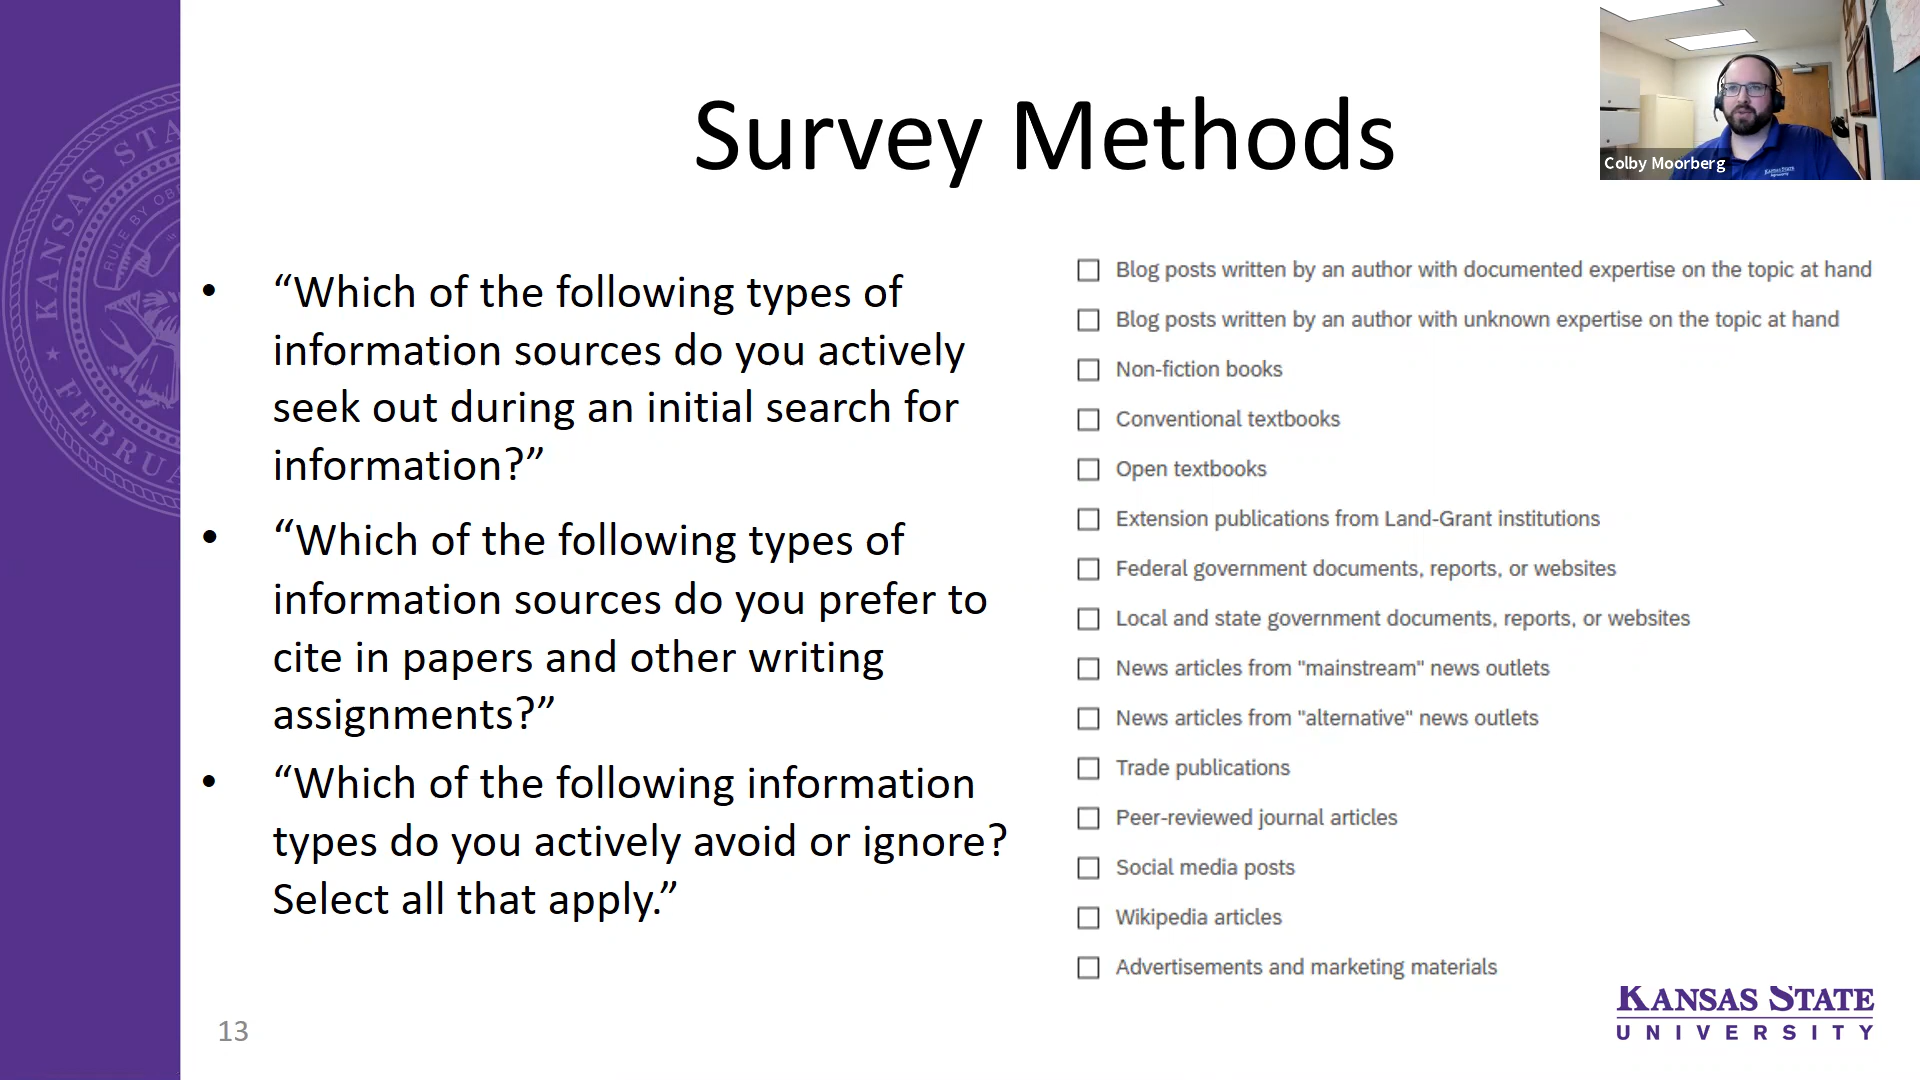 Survey Methods
Colby Moorberg
KANSAS STA
RULE BY OB
★ FEBRUA
• “Which of the following types of
information sources do you actively
seek out during an initial search for
information?”
• “Which of the following types of
information sources do you prefer to
cite in papers and other writing
assignments?”
• “Which of the following information
types do you actively avoid or ignore?
Select all that apply.”
Blog posts written by an author with documented expertise on the topic at hand
Blog posts written by an author with unknown expertise on the topic at hand
Non-fiction books
Conventional textbooks
Open textbooks
Extension publications from Land-Grant institutions
Federal government documents, reports, or websites
Local and state government documents, reports, or websites
News articles from "mainstream" news outlets
News articles from "alternative" news outlets
Trade publications
Peer-reviewed journal articles
Social media posts
Wikipedia articles
Advertisements and marketing materials
13
KANSAS STATE
UNIVERSITY